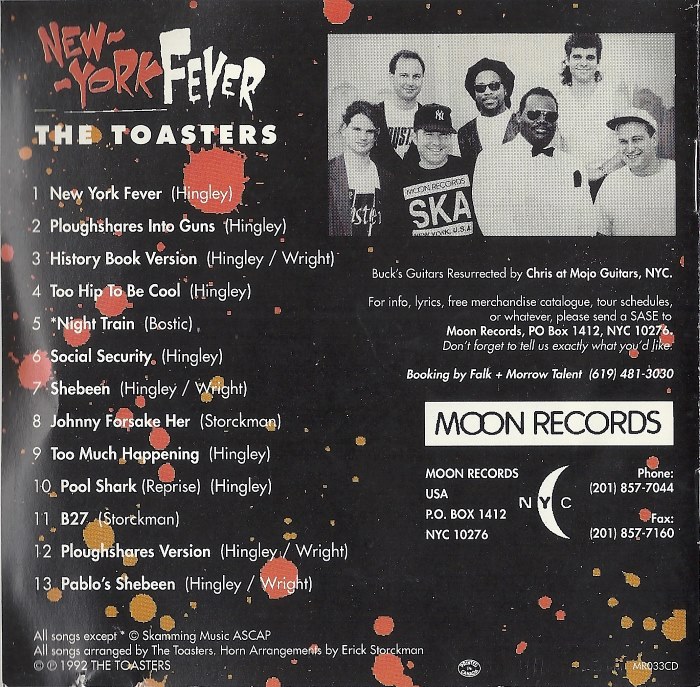 NEW-
-YORK FEVER
THE TOASTERS
1 New York Fever (Hingley)
2 Ploughshares Into Guns (Hingley)
3 History Book Version (Hingley / Wright)
4 Too Hip To Be Cool (Hingley)
5 *Night Train (Bostic)
6 Social Security (Hingley)
7 Shebeen (Hingley / Wright)
8 Johnny Forsake Her (Storckman)
9 Too Much Happening (Hingley)
10 Pool Shark (Reprise) (Hingley)
11 B27 (Storckman)
12 Ploughshares Version (Hingley / Wright)
13 Pablo's Shebeen (Hingley / Wright)
All songs except * © Skamming Music ASCAP
All songs arranged by The Toasters. Horn Arrangements by Erick Storckman
© ℗ 1992 THE TOASTERS
NY
MOON RECORDS
SKA
NEW YORK, U.S.A
Buck's Guitars Resurrected by Chris at Mojo Guitars, NYC.
For info, lyrics, free merchandise catalogue, tour schedules,
or whatever, please send a SASE to
Moon Records, PO Box 1412, NYC 10276.
Don't forget to tell us exactly what you'd like.
Booking by Falk + Morrow Talent (619) 481-3030
MOON RECORDS
MOON RECORDS
USA
P.O. BOX 1412
NYC 10276
NYC
Phone:
(201) 857-7044
Fax:
(201) 857-7160
PRINTED IN CANADA
MR033CD